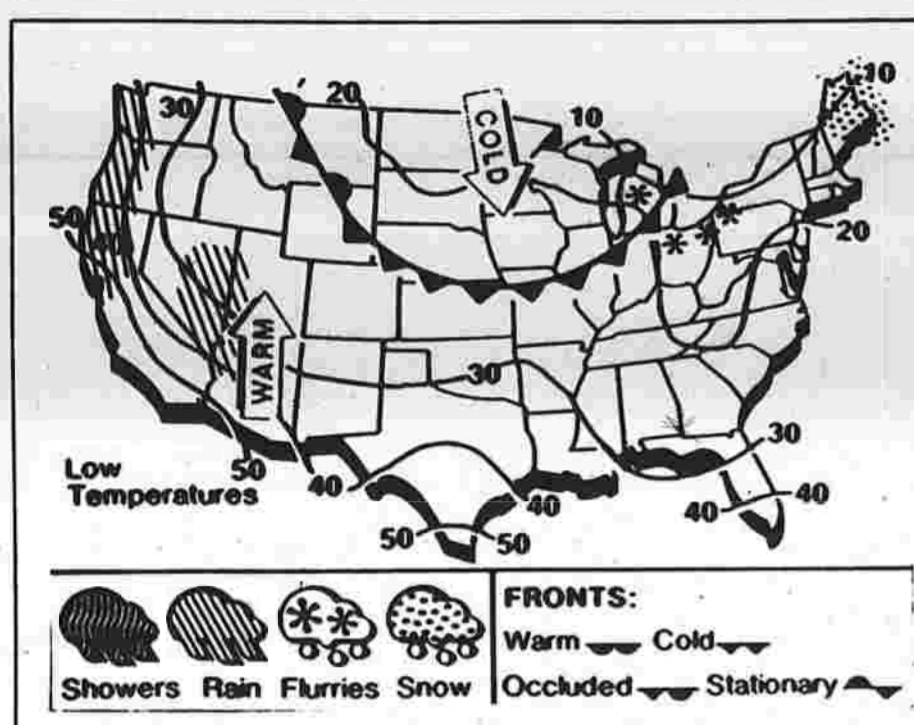 10
20
30
10
COLD
50
20
WARM
30
30
Low
Temperatures
50
40
40
40
40
50
50
Showers Rain Flurries Snow
FRONTS:
Warm Cold
Occluded Stationary